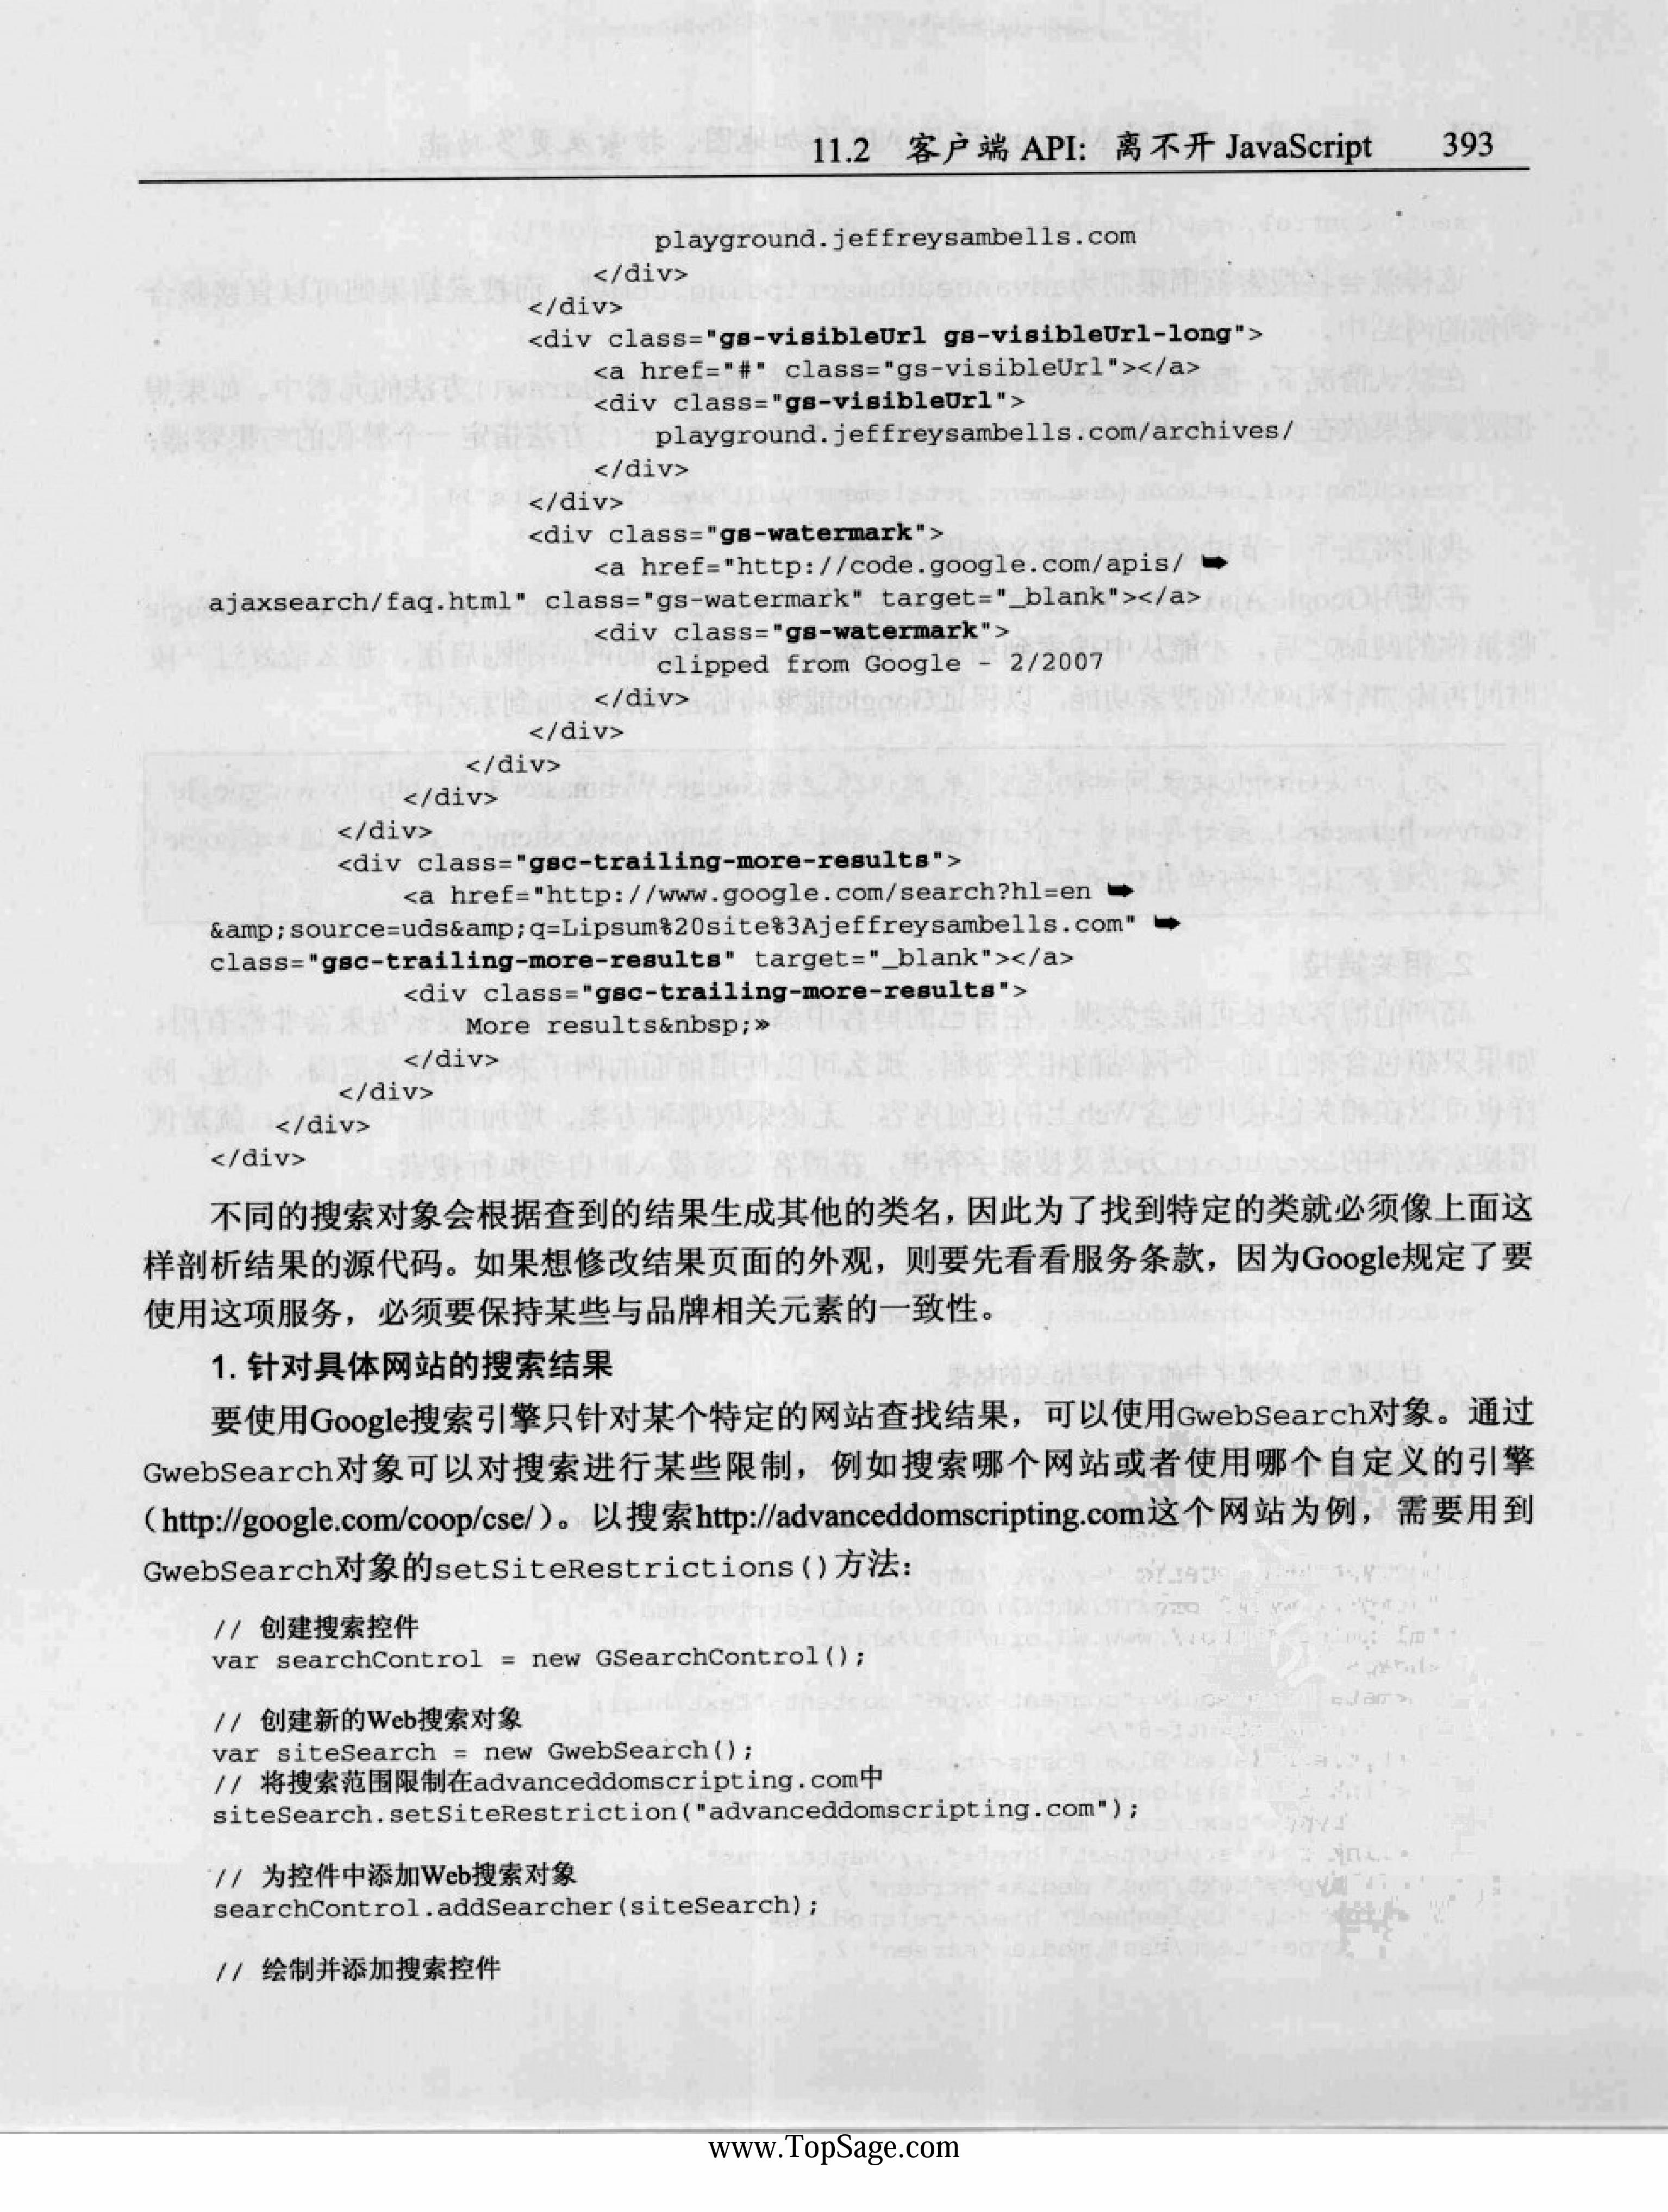 11.2 客户端 API: 离不开 JavaScript 393
playground.jeffreysambells.com
</div>
</div>
<div class="gs-visibleUrl gs-visibleUrl-long">
<a href="#" class="gs-visibleUrl"></a>
<div class="gs-visibleUrl">
playground.jeffreysambells.com/archives/
</div>
</div>
<div class="gs-watermark">
<a href="http://code.google.com/apis/ ➥
ajaxsearch/faq.html" class="gs-watermark" target="_blank"></a>
<div class="gs-watermark">
clipped from Google - 2/2007
</div>
</div>
</div>
</div>
</div>
<div class="gsc-trailing-more-results">
<a href="http://www.google.com/search?hl=en ➥
&amp;source=uds&amp;q=Lipsum%20site%3Ajeffreysambells.com" ➥
class="gsc-trailing-more-results" target="_blank"></a>
<div class="gsc-trailing-more-results">
More results&nbsp;»
</div>
</div>
</div>
</div>
不同的搜索对象会根据查到的结果生成其他的类名，因此为了找到特定的类就必须像上面这
样剖析结果的源代码。如果想修改结果页面的外观，则要先看看服务条款，因为Google规定了要
使用这项服务，必须要保持某些与品牌相关元素的一致性。
1. 针对具体网站的搜索结果
要使用Google搜索引擎只针对某个特定的网站查找结果，可以使用GwebSearch对象。通过
GwebSearch对象可以对搜索进行某些限制，例如搜索哪个网站或者使用哪个自定义的引擎
（http://google.com/coop/cse/）。以搜索http://advanceddomscripting.com这个网站为例，需要用到
GwebSearch对象的setSiteRestrictions()方法：
// 创建搜索控件
var searchControl = new GSearchControl();
// 创建新的Web搜索对象
var siteSearch = new GwebSearch();
// 将搜索范围限制在advanceddomscripting.com中
siteSearch.setSiteRestriction("advanceddomscripting.com");
// 为控件中添加Web搜索对象
searchControl.addSearcher(siteSearch);
// 绘制并添加搜索控件
www.TopSage.com